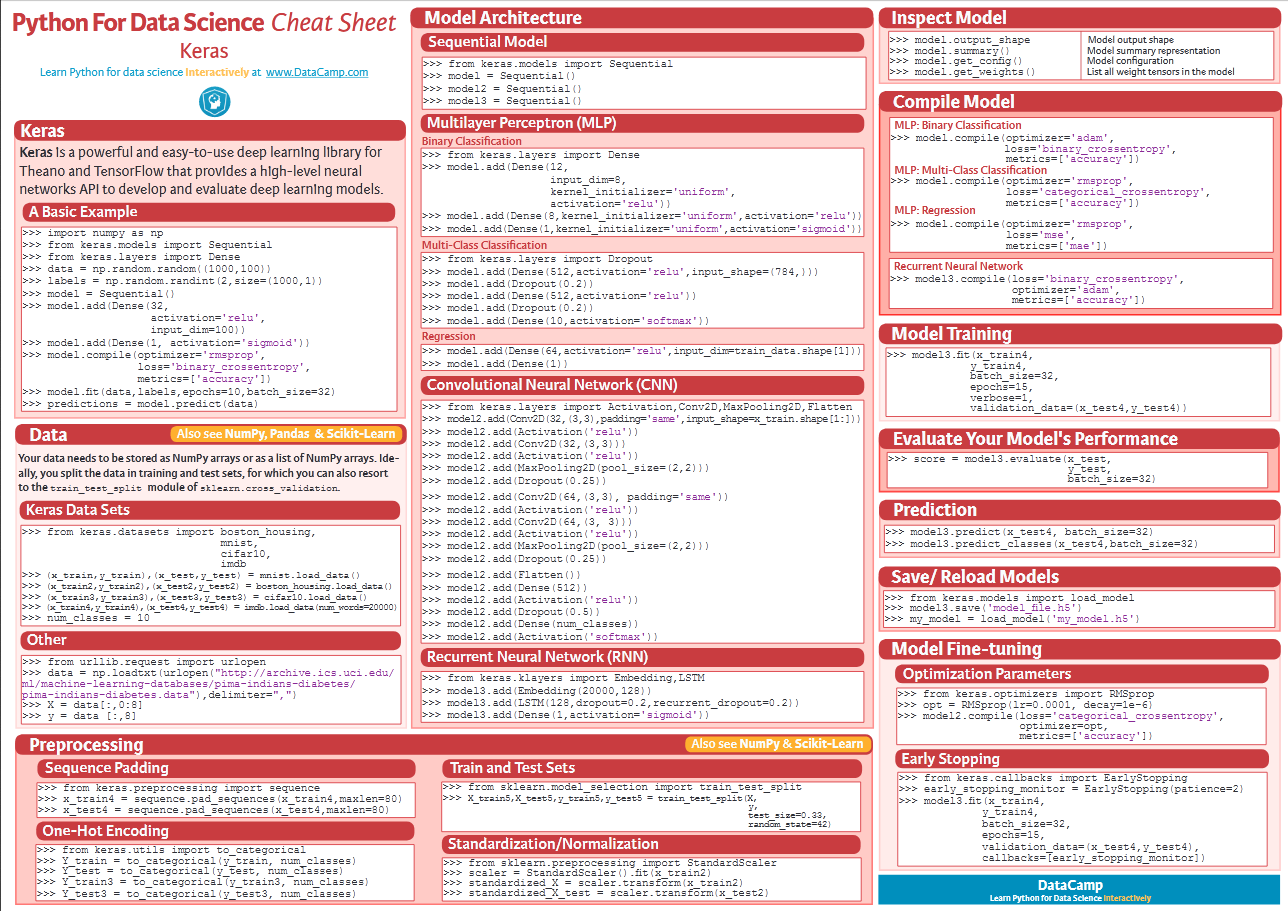 Python For Data Science Cheat Sheet
Keras
Learn Python for data science Interactively at www.DataCamp.com
Keras
Keras is a powerful and easy-to-use deep learning library for
Theano and TensorFlow that provides a high-level neural
networks API to develop and evaluate deep learning models.
A Basic Example
>>> import numpy as np
>>> from keras.models import Sequential
>>> from keras.layers import Dense
>>> data = np.random.random((1000,100))
>>> labels = np.random.randint(2,size=(1000,1))
>>> model = Sequential()
>>> model.add(Dense(32,
activation='relu',
input_dim=100))
>>> model.add(Dense(1, activation='sigmoid'))
>>> model.compile(optimizer='rmsprop',
loss='binary_crossentropy',
metrics=['accuracy'])
>>> model.fit(data,labels,epochs=10,batch_size=32)
>>> predictions = model.predict(data)
Data
Also see NumPy, Pandas & Scikit-Learn
Your data needs to be stored as NumPy arrays or as a list of NumPy arrays. Ide-
ally, you split the data in training and test sets, for which you can also resort
to the train_test_split module of sklearn.cross_validation.
Keras Data Sets
>>> from keras.datasets import boston_housing,
mnist,
cifar10,
imdb
>>> (x_train,y_train),(x_test,y_test) = mnist.load_data()
>>> (x_train2,y_train2),(x_test2,y_test2) = boston_housing.load_data()
>>> (x_train3,y_train3),(x_test3,y_test3) = cifar10.load_data()
>>> (x_train4,y_train4),(x_test4,y_test4) = imdb.load_data(num_words=20000)
>>> num_classes = 10
Other
>>> from urllib.request import urlopen
>>> data = np.loadtxt(urlopen("http://archive.ics.uci.edu/
ml/machine-learning-databases/pima-indians-diabetes/
pima-indians-diabetes.data"),delimiter=",")
>>> X = data[:,0:8]
>>> y = data [:,8]
Model Architecture
Sequential Model
>>> from keras.models import Sequential
>>> model = Sequential()
>>> model2 = Sequential()
>>> model3 = Sequential()
Multilayer Perceptron (MLP)
Binary Classification
>>> from keras.layers import Dense
>>> model.add(Dense(12,
input_dim=8,
kernel_initializer='uniform',
activation='relu'))
>>> model.add(Dense(8,kernel_initializer='uniform',activation='relu'))
>>> model.add(Dense(1,kernel_initializer='uniform',activation='sigmoid'))
Multi-Class Classification
>>> from keras.layers import Dropout
>>> model.add(Dense(512,activation='relu',input_shape=(784,)))
>>> model.add(Dropout(0.2))
>>> model.add(Dense(512,activation='relu'))
>>> model.add(Dropout(0.2))
>>> model.add(Dense(10,activation='softmax'))
Regression
>>> model.add(Dense(64,activation='relu',input_dim=train_data.shape[1]))
>>> model.add(Dense(1))
Convolutional Neural Network (CNN)
>>> from keras.layers import Activation,Conv2D,MaxPooling2D,Flatten
>>> model2.add(Conv2D(32,(3,3),padding='same',input_shape=x_train.shape[1:]))
>>> model2.add(Activation('relu'))
>>> model2.add(Conv2D(32,(3,3)))
>>> model2.add(Activation('relu'))
>>> model2.add(MaxPooling2D(pool_size=(2,2)))
>>> model2.add(Dropout(0.25))
>>> model2.add(Conv2D(64,(3,3), padding='same'))
>>> model2.add(Activation('relu'))
>>> model2.add(Conv2D(64,(3, 3)))
>>> model2.add(Activation('relu'))
>>> model2.add(MaxPooling2D(pool_size=(2,2)))
>>> model2.add(Dropout(0.25))
>>> model2.add(Flatten())
>>> model2.add(Dense(512))
>>> model2.add(Activation('relu'))
>>> model2.add(Dropout(0.5))
>>> model2.add(Dense(num_classes))
>>> model2.add(Activation('softmax'))
Recurrent Neural Network (RNN)
>>> from keras.klayers import Embedding,LSTM
>>> model3.add(Embedding(20000,128))
>>> model3.add(LSTM(128,dropout=0.2,recurrent_dropout=0.2))
>>> model3.add(Dense(1,activation='sigmoid'))
Preprocessing
Also see NumPy & Scikit-Learn
Sequence Padding
>>> from keras.preprocessing import sequence
>>> x_train4 = sequence.pad_sequences(x_train4,maxlen=80)
>>> x_test4 = sequence.pad_sequences(x_test4,maxlen=80)
One-Hot Encoding
>>> from keras.utils import to_categorical
>>> Y_train = to_categorical(y_train, num_classes)
>>> Y_test = to_categorical(y_test, num_classes)
>>> Y_train3 = to_categorical(y_train3, num_classes)
>>> Y_test3 = to_categorical(y_test3, num_classes)
Train and Test Sets
>>> from sklearn.model_selection import train_test_split
>>> X_train5,X_test5,y_train5,y_test5 = train_test_split(X,
y,
test_size=0.33,
random_state=42)
Standardization/Normalization
>>> from sklearn.preprocessing import StandardScaler
>>> scaler = StandardScaler().fit(x_train2)
>>> standardized_X = scaler.transform(x_train2)
>>> standardized_X_test = scaler.transform(x_test2)
Inspect Model
>>> model.output_shape Model output shape
>>> model.summary() Model summary representation
>>> model.get_config() Model configuration
>>> model.get_weights() List all weight tensors in the model
Compile Model
MLP: Binary Classification
>>> model.compile(optimizer='adam',
loss='binary_crossentropy',
metrics=['accuracy'])
MLP: Multi-Class Classification
>>> model.compile(optimizer='rmsprop',
loss='categorical_crossentropy',
metrics=['accuracy'])
MLP: Regression
>>> model.compile(optimizer='rmsprop',
loss='mse',
metrics=['mae'])
Recurrent Neural Network
>>> model3.compile(loss='binary_crossentropy',
optimizer='adam',
metrics=['accuracy'])
Model Training
>>> model3.fit(x_train4,
y_train4,
batch_size=32,
epochs=15,
verbose=1,
validation_data=(x_test4,y_test4))
Evaluate Your Model's Performance
>>> score = model3.evaluate(x_test,
y_test,
batch_size=32)
Prediction
>>> model3.predict(x_test4, batch_size=32)
>>> model3.predict_classes(x_test4,batch_size=32)
Save/ Reload Models
>>> from keras.models import load_model
>>> model3.save('model_file.h5')
>>> my_model = load_model('my_model.h5')
Model Fine-tuning
Optimization Parameters
>>> from keras.optimizers import RMSprop
>>> opt = RMSprop(lr=0.0001, decay=1e-6)
>>> model2.compile(loss='categorical_crossentropy',
optimizer=opt,
metrics=['accuracy'])
Early Stopping
>>> from keras.callbacks import EarlyStopping
>>> early_stopping_monitor = EarlyStopping(patience=2)
>>> model3.fit(x_train4,
y_train4,
batch_size=32,
epochs=15,
validation_data=(x_test4,y_test4),
callbacks=[early_stopping_monitor])
DataCamp
Learn Python for Data Science Interactively